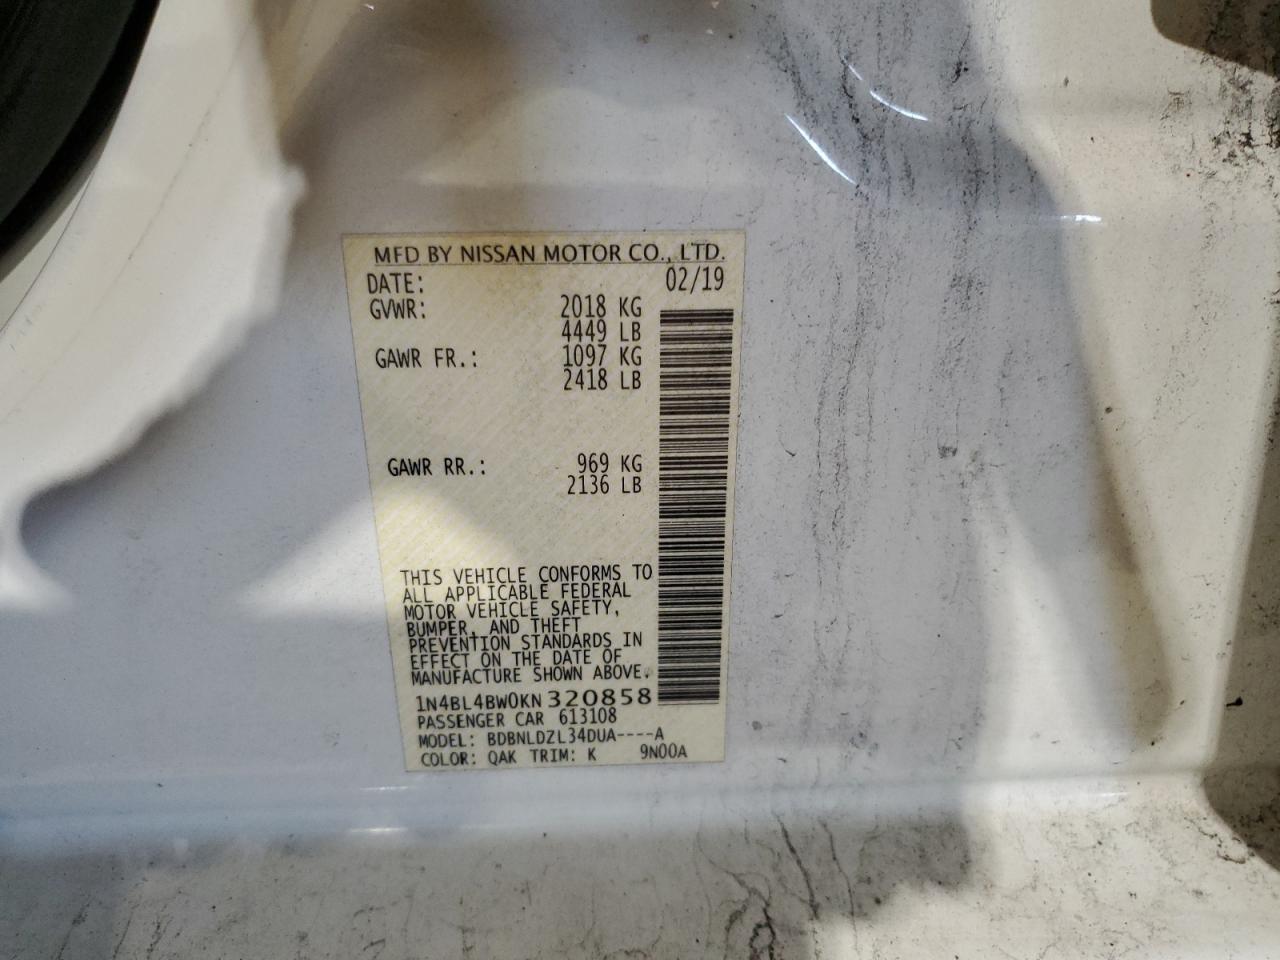 MFD BY NISSAN MOTOR CO., LTD.
DATE: 02/19
GVWR: 2018 KG
4449 LB
GAWR FR.: 1097 KG
2418 LB
GAWR RR.: 969 KG
2136 LB
THIS VEHICLE CONFORMS TO
ALL APPLICABLE FEDERAL
MOTOR VEHICLE SAFETY,
BUMPER, AND THEFT
PREVENTION STANDARDS IN
EFFECT ON THE DATE OF
MANUFACTURE SHOWN ABOVE.
1N4BL4BW0KN320858
PASSENGER CAR 613108
MODEL: BDBNLDZL34DUA----A
COLOR: QAK TRIM: K 9N00A